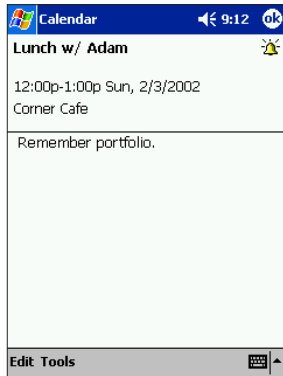 Calendar 9:12 ok
Lunch w/ Adam
12:00p-1:00p Sun, 2/3/2002
Corner Cafe
Remember portfolio.
Edit Tools